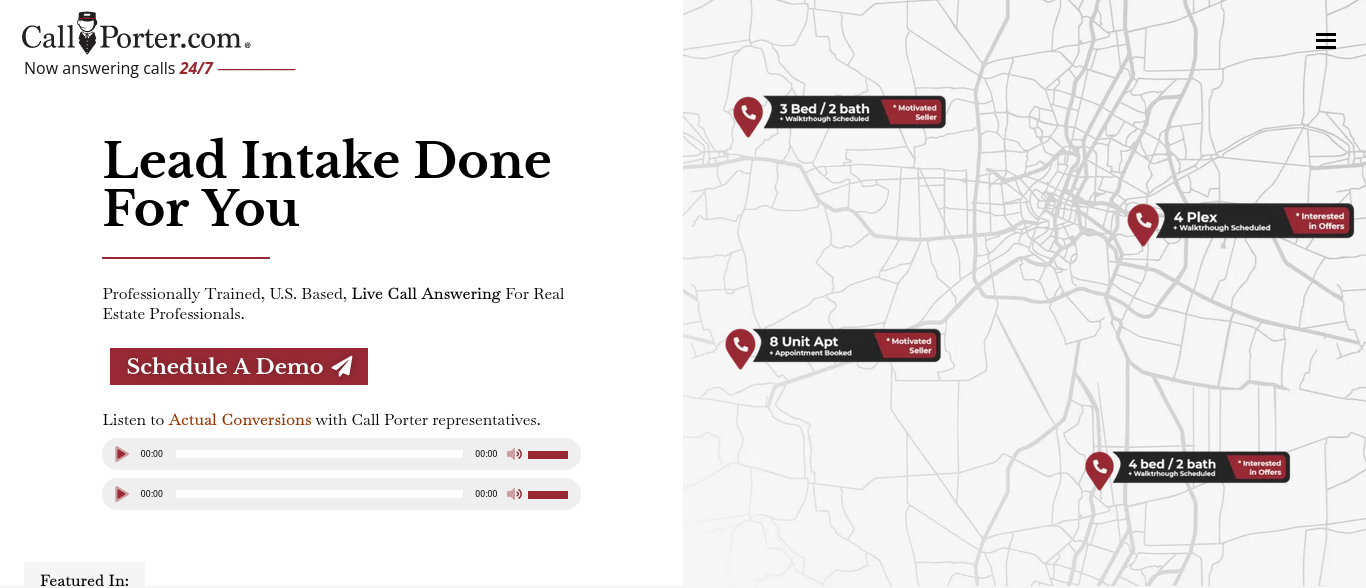 Call Porter.com ®
Now answering calls 24/7
Lead Intake Done
For You
Professionally Trained, U.S. Based, Live Call Answering For Real
Estate Professionals.
Schedule A Demo
Listen to Actual Conversions with Call Porter representatives.
00:00 00:00
00:00 00:00
Featured In:
3 Bed / 2 bath
+ Walktrhough Scheduled
* Motivated
Seller
4 Plex
+ Walktrhough Scheduled
* Interested
in Offers
8 Unit Apt
+ Appointment Booked
* Motivated
Seller
4 bed / 2 bath
+ Walktrhough Scheduled
* Interested
in Offers